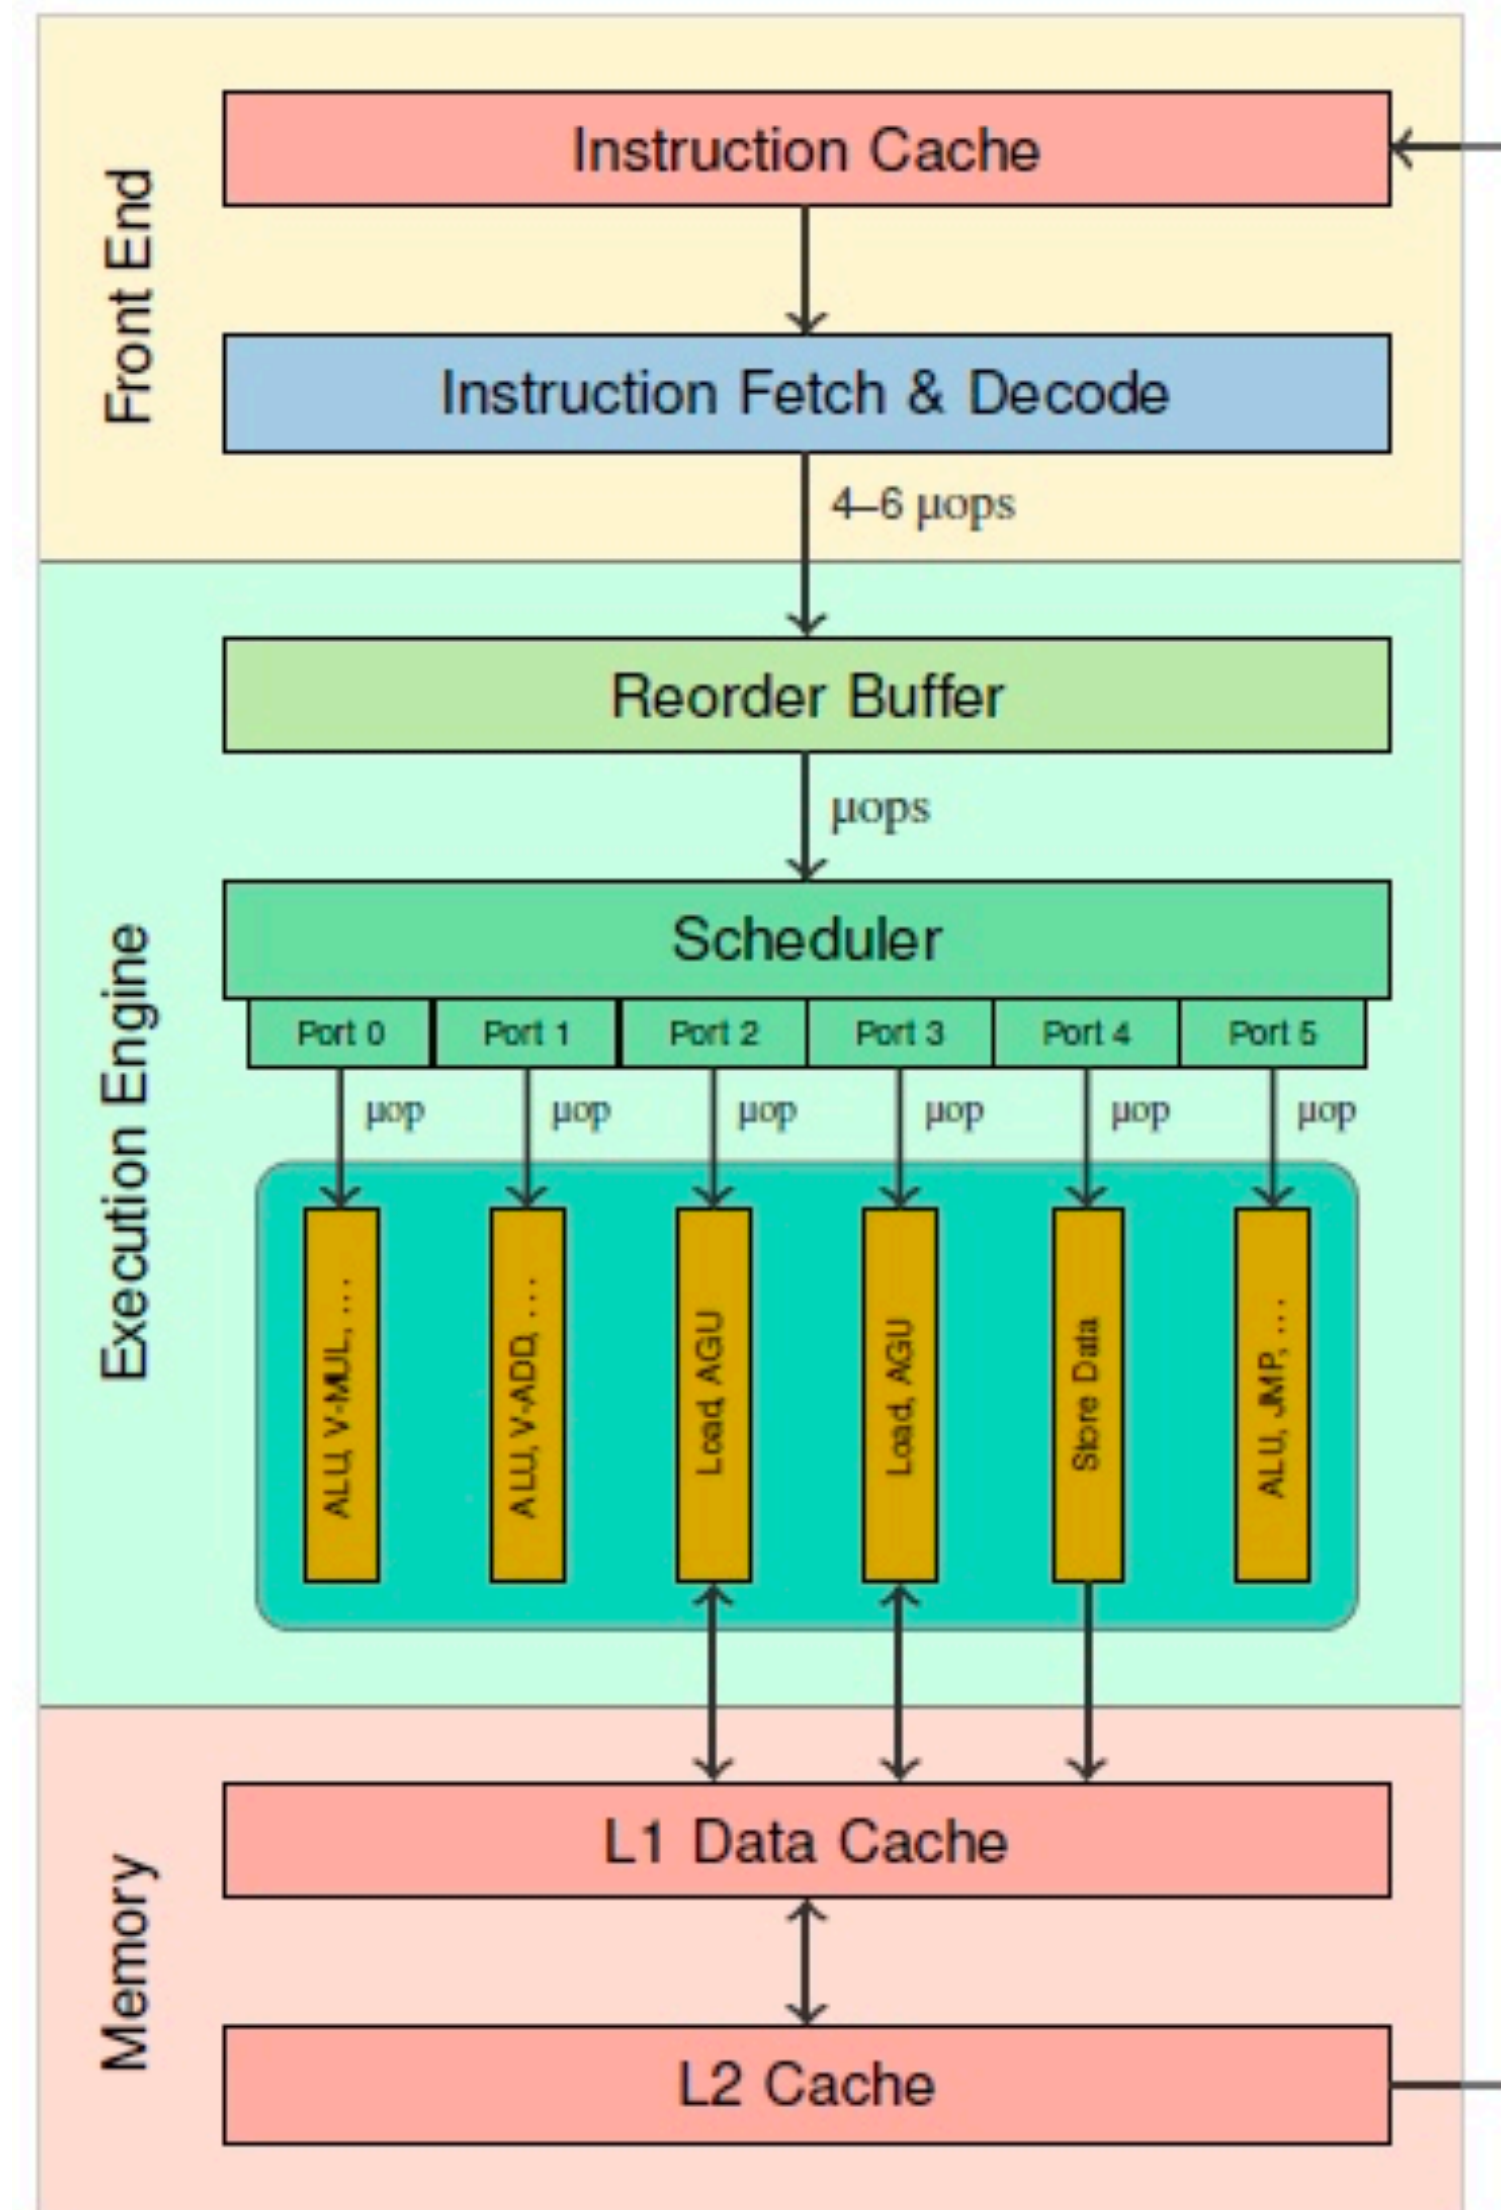 Front End
Instruction Cache
Instruction Fetch & Decode
4–6 μops
Execution Engine
Reorder Buffer
μops
Scheduler
Port 0
Port 1
Port 2
Port 3
Port 4
Port 5
μop
μop
μop
μop
μop
μop
ALU, V-MUL, ...
ALU, V-ADD, ...
Load, AGU
Load, AGU
Store Data
ALU, JMP, ...
Memory
L1 Data Cache
L2 Cache